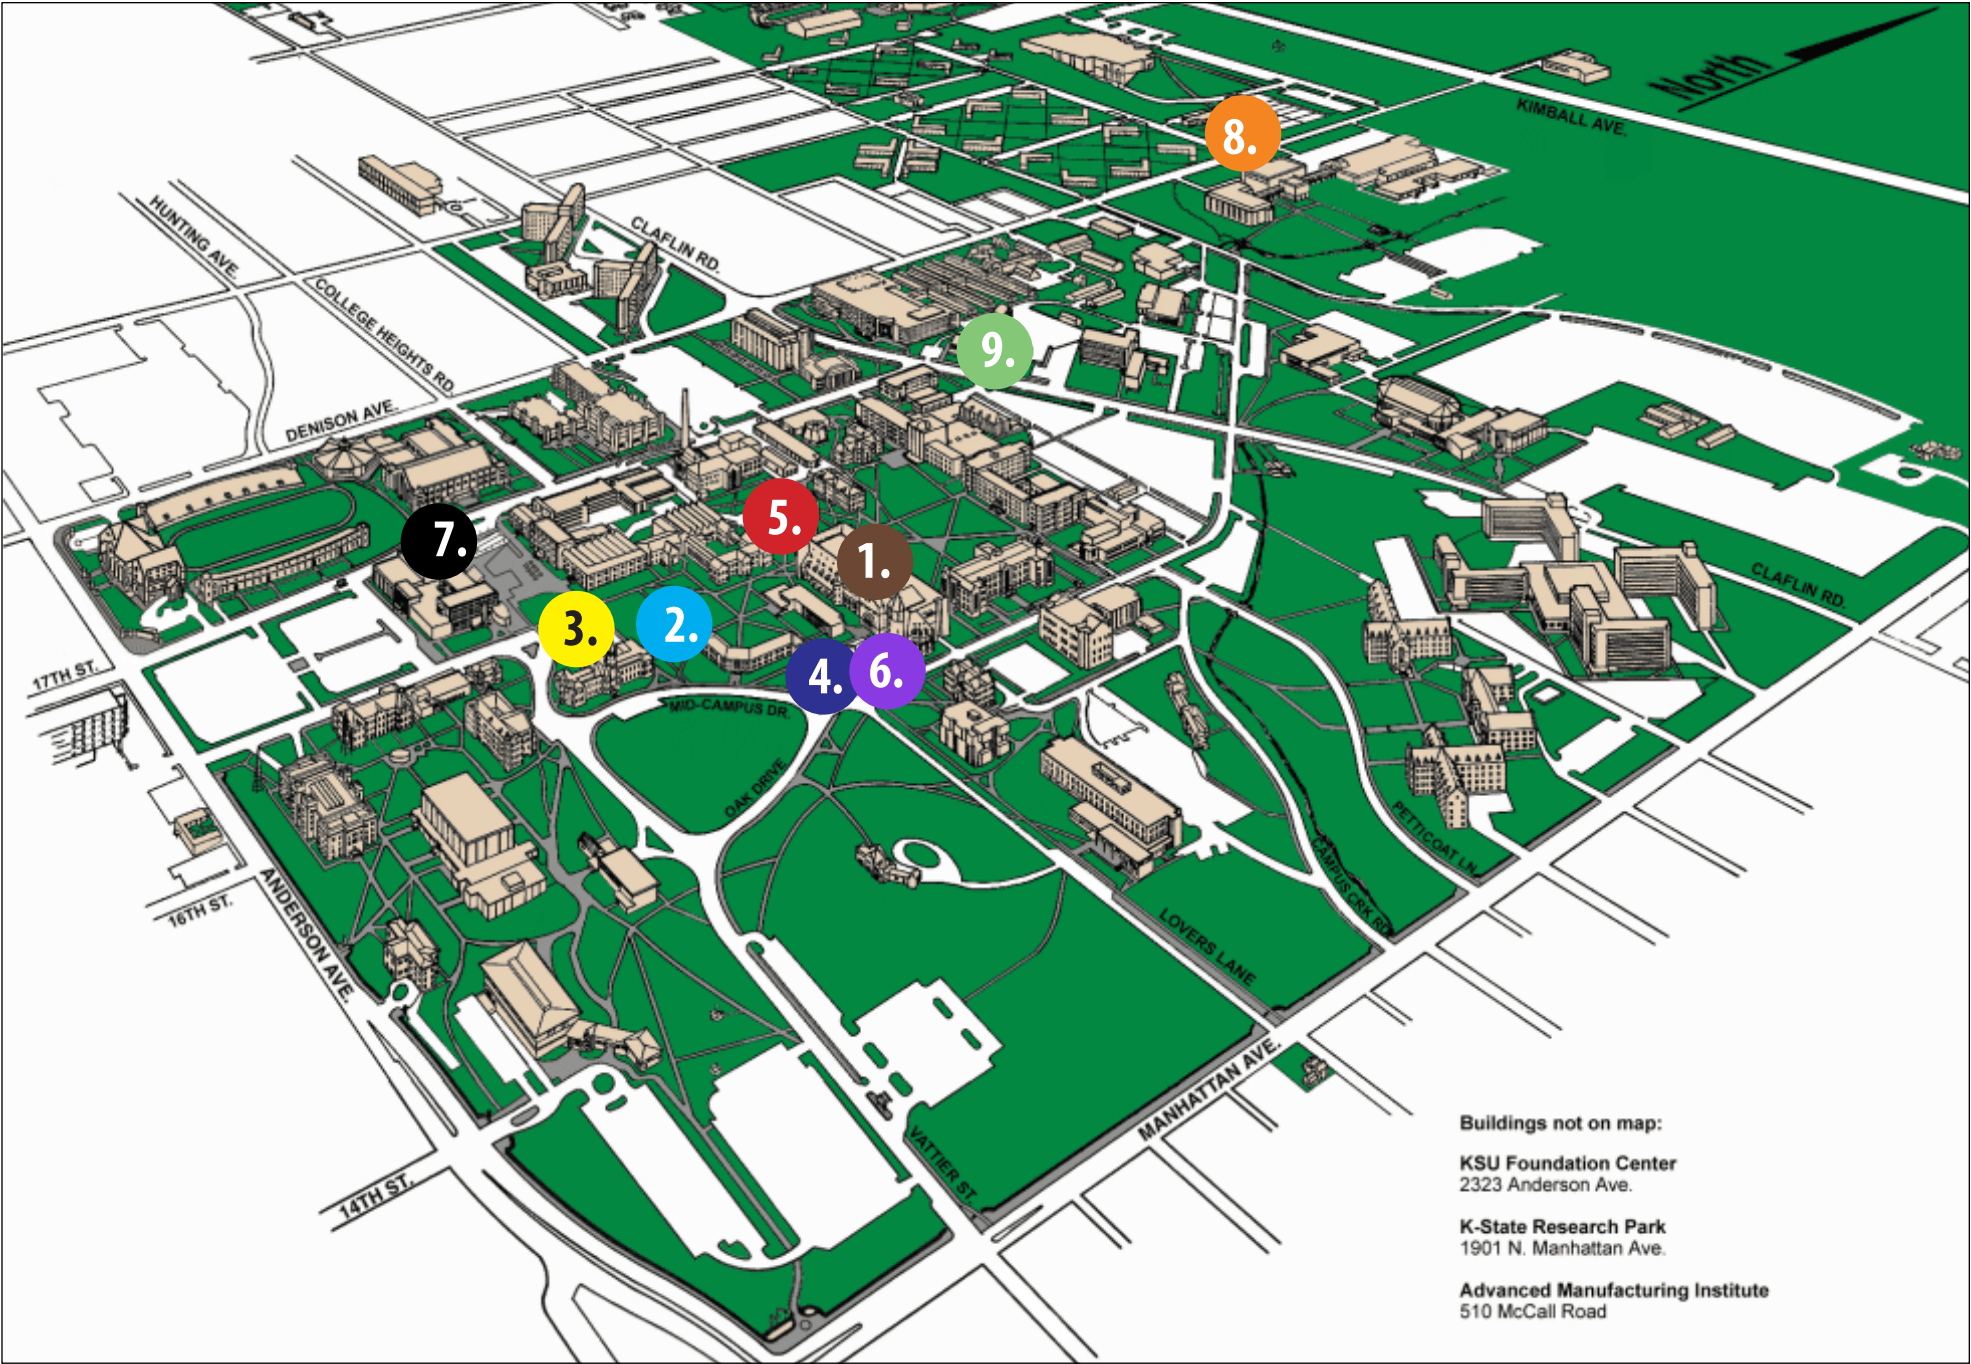 North
KIMBALL AVE.
8.
HUNTING AVE.
CLAFLIN RD.
COLLEGE HEIGHTS RD.
9.
DENISON AVE.
5.
7.
1.
CLAFLIN RD.
3.
2.
4.
6.
17TH ST.
MID-CAMPUS DR.
OAK DRIVE
PETTICOAT LN.
CAMPUS CRK RD.
16TH ST.
ANDERSON AVE.
LOVERS LANE
MANHATTAN AVE.
VATTIER ST.
14TH ST.
Buildings not on map:
KSU Foundation Center
2323 Anderson Ave.
K-State Research Park
1901 N. Manhattan Ave.
Advanced Manufacturing Institute
510 McCall Road